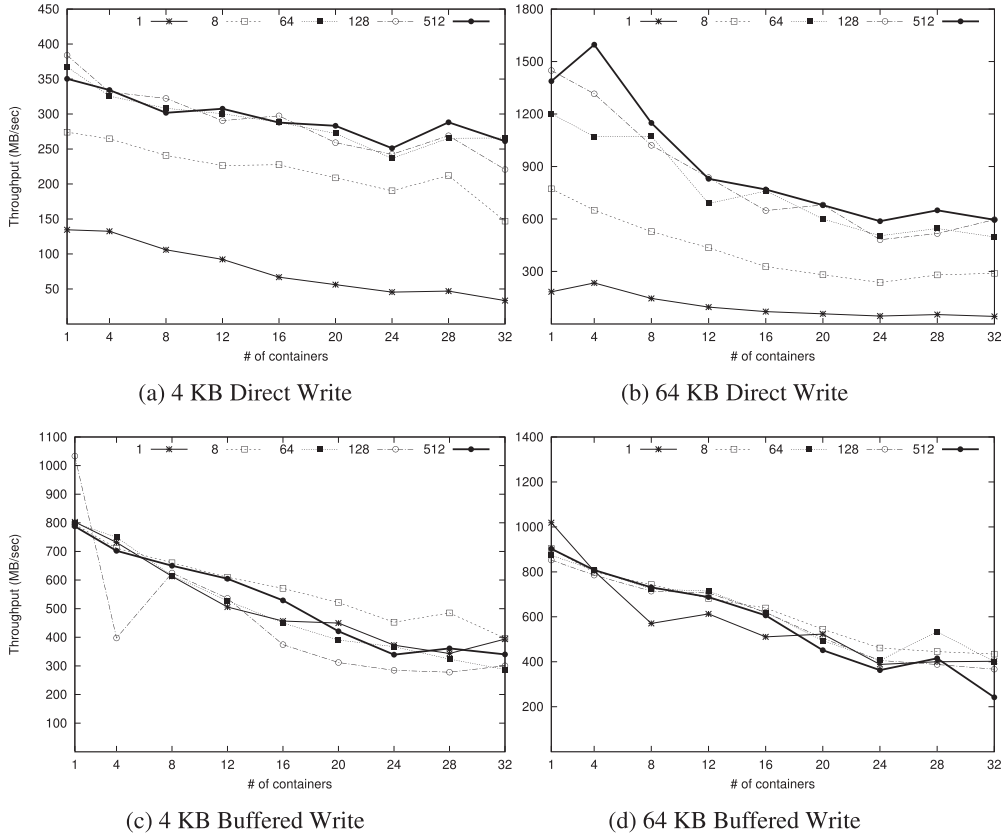 450
400
350
300
250
200
150
100
50
Throughput (MB/sec)
1 8 64 128 512
1 4 8 12 16 20 24 28 32
# of containers
(a) 4 KB Direct Write
1800
1500
1200
900
600
300
1 8 64 128 512
1 4 8 12 16 20 24 28 32
# of containers
(b) 64 KB Direct Write
1100
1000
900
800
700
600
500
400
300
200
100
Throughput (MB/sec)
1 8 64 128 512
1 4 8 12 16 20 24 28 32
# of containers
(c) 4 KB Buffered Write
1400
1200
1000
800
600
400
200
1 8 64 128 512
1 4 8 12 16 20 24 28 32
# of containers
(d) 64 KB Buffered Write